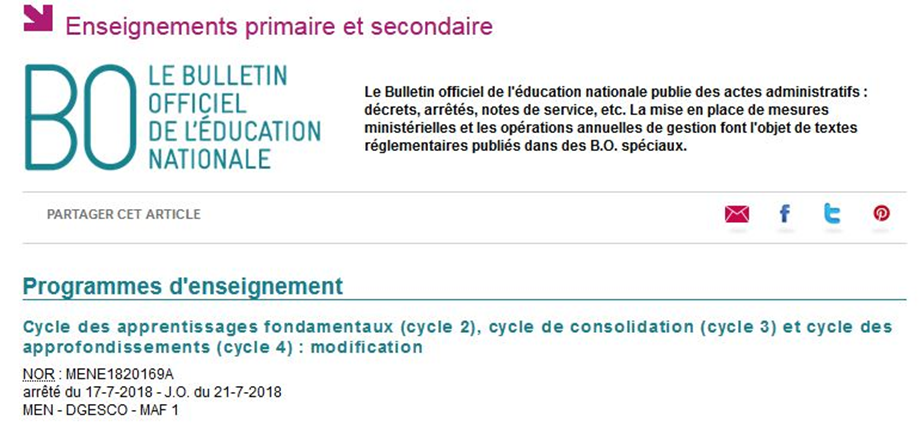 Enseignements primaire et secondaire
BO
LE BULLETIN
OFFICIEL
DE L'ÉDUCATION
NATIONALE
Le Bulletin officiel de l'éducation nationale publie des actes administratifs :
décrets, arrêtés, notes de service, etc. La mise en place de mesures
ministérielles et les opérations annuelles de gestion font l'objet de textes
réglementaires publiés dans des B.O. spéciaux.
PARTAGER CET ARTICLE
Programmes d'enseignement
Cycle des apprentissages fondamentaux (cycle 2), cycle de consolidation (cycle 3) et cycle des
approfondissements (cycle 4) : modification
NOR : MENE1820169A
arrêté du 17-7-2018 - J.O. du 21-7-2018
MEN - DGESCO - MAF 1